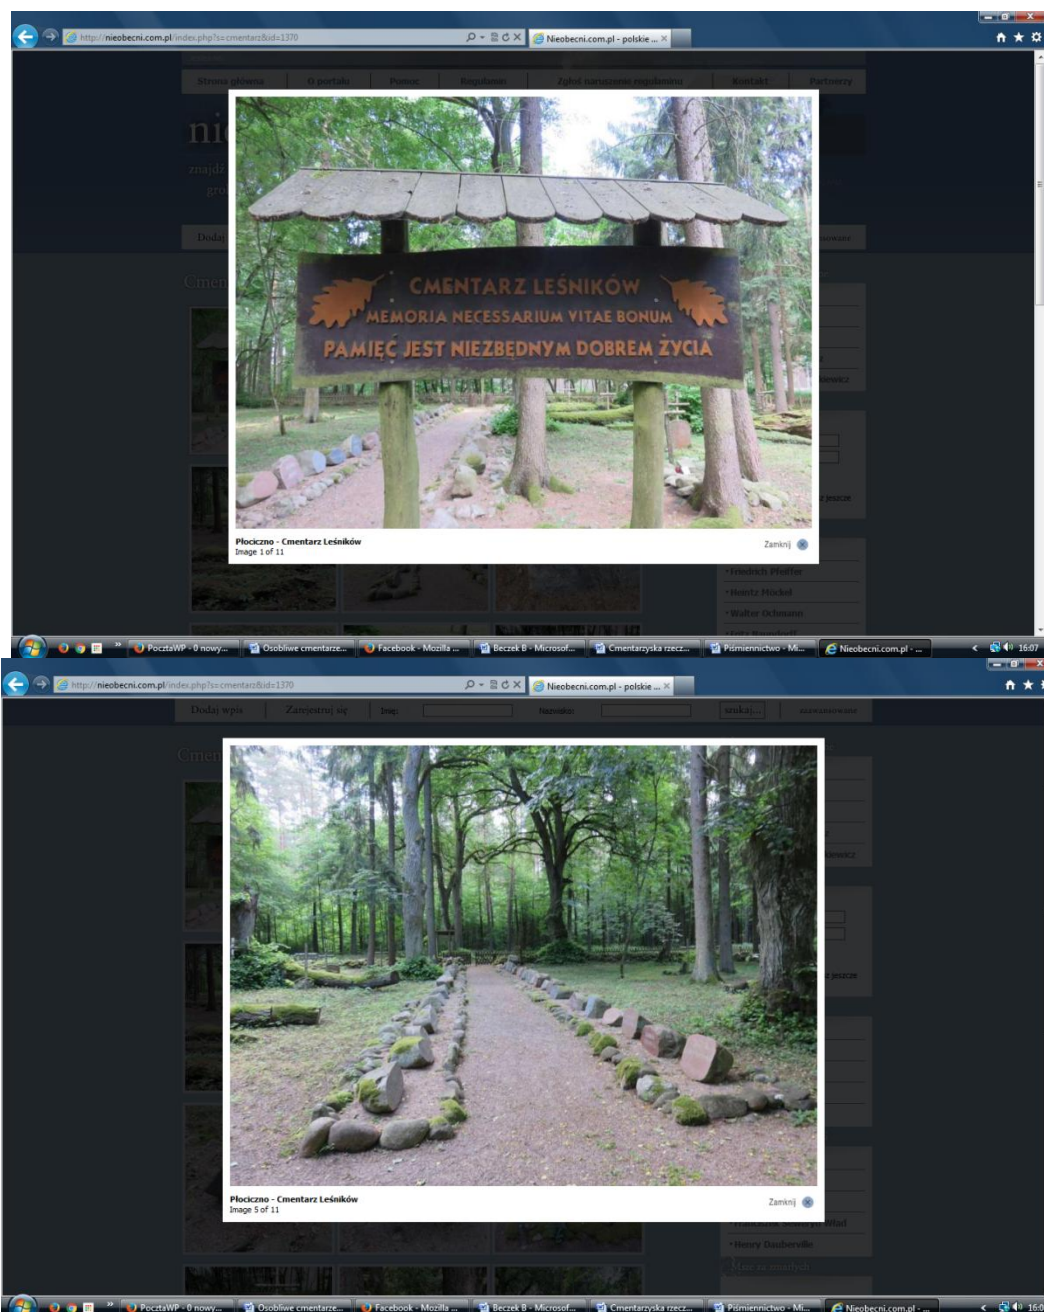 http://nieobecni.com.pl/index.php?s=cmentarz&id=1370
Nieobecni.com.pl - polskie ...
Strona główna
O portalu
Pomoc
Regulamin
Zgłoś naruszenie regulaminu
Kontakt
Partnerzy
znajdź
Dodaj
CMENTARZ LEŚNIKÓW
MEMORIA NECESSARIUM VITAE BONUM
PAMIĘĆ JEST NIEZBĘDNYM DOBREM ŻYCIA
Płociczno - Cmentarz Leśników
Image 1 of 11
Zamknij
z jeszcze
• Friedrich Pfeiffer
• Heintz Möckel
• Walter Ochmann
PocztaWP - 0 nowy...
Osobliwe cmentarze...
Facebook - Mozilla ...
Beczek B - Microsof...
Cmentarzyska rzecz...
Piśmiennictwo - Mi...
Nieobecni.com.pl - ...
16:07
http://nieobecni.com.pl/index.php?s=cmentarz&id=1370
Nieobecni.com.pl - polskie ...
Dodaj wpis
Zarejestruj się
Imię:
Nazwisko:
szukaj...
zaawansowane
z jeszcze
Płociczno - Cmentarz Leśników
Image 5 of 11
Zamknij
• Henry Dauberville
PocztaWP - 0 nowy...
Osobliwe cmentarze...
Facebook - Mozilla ...
Beczek B - Microsof...
Cmentarzyska rzecz...
Piśmiennictwo - Mi...
Nieobecni.com.pl - ...